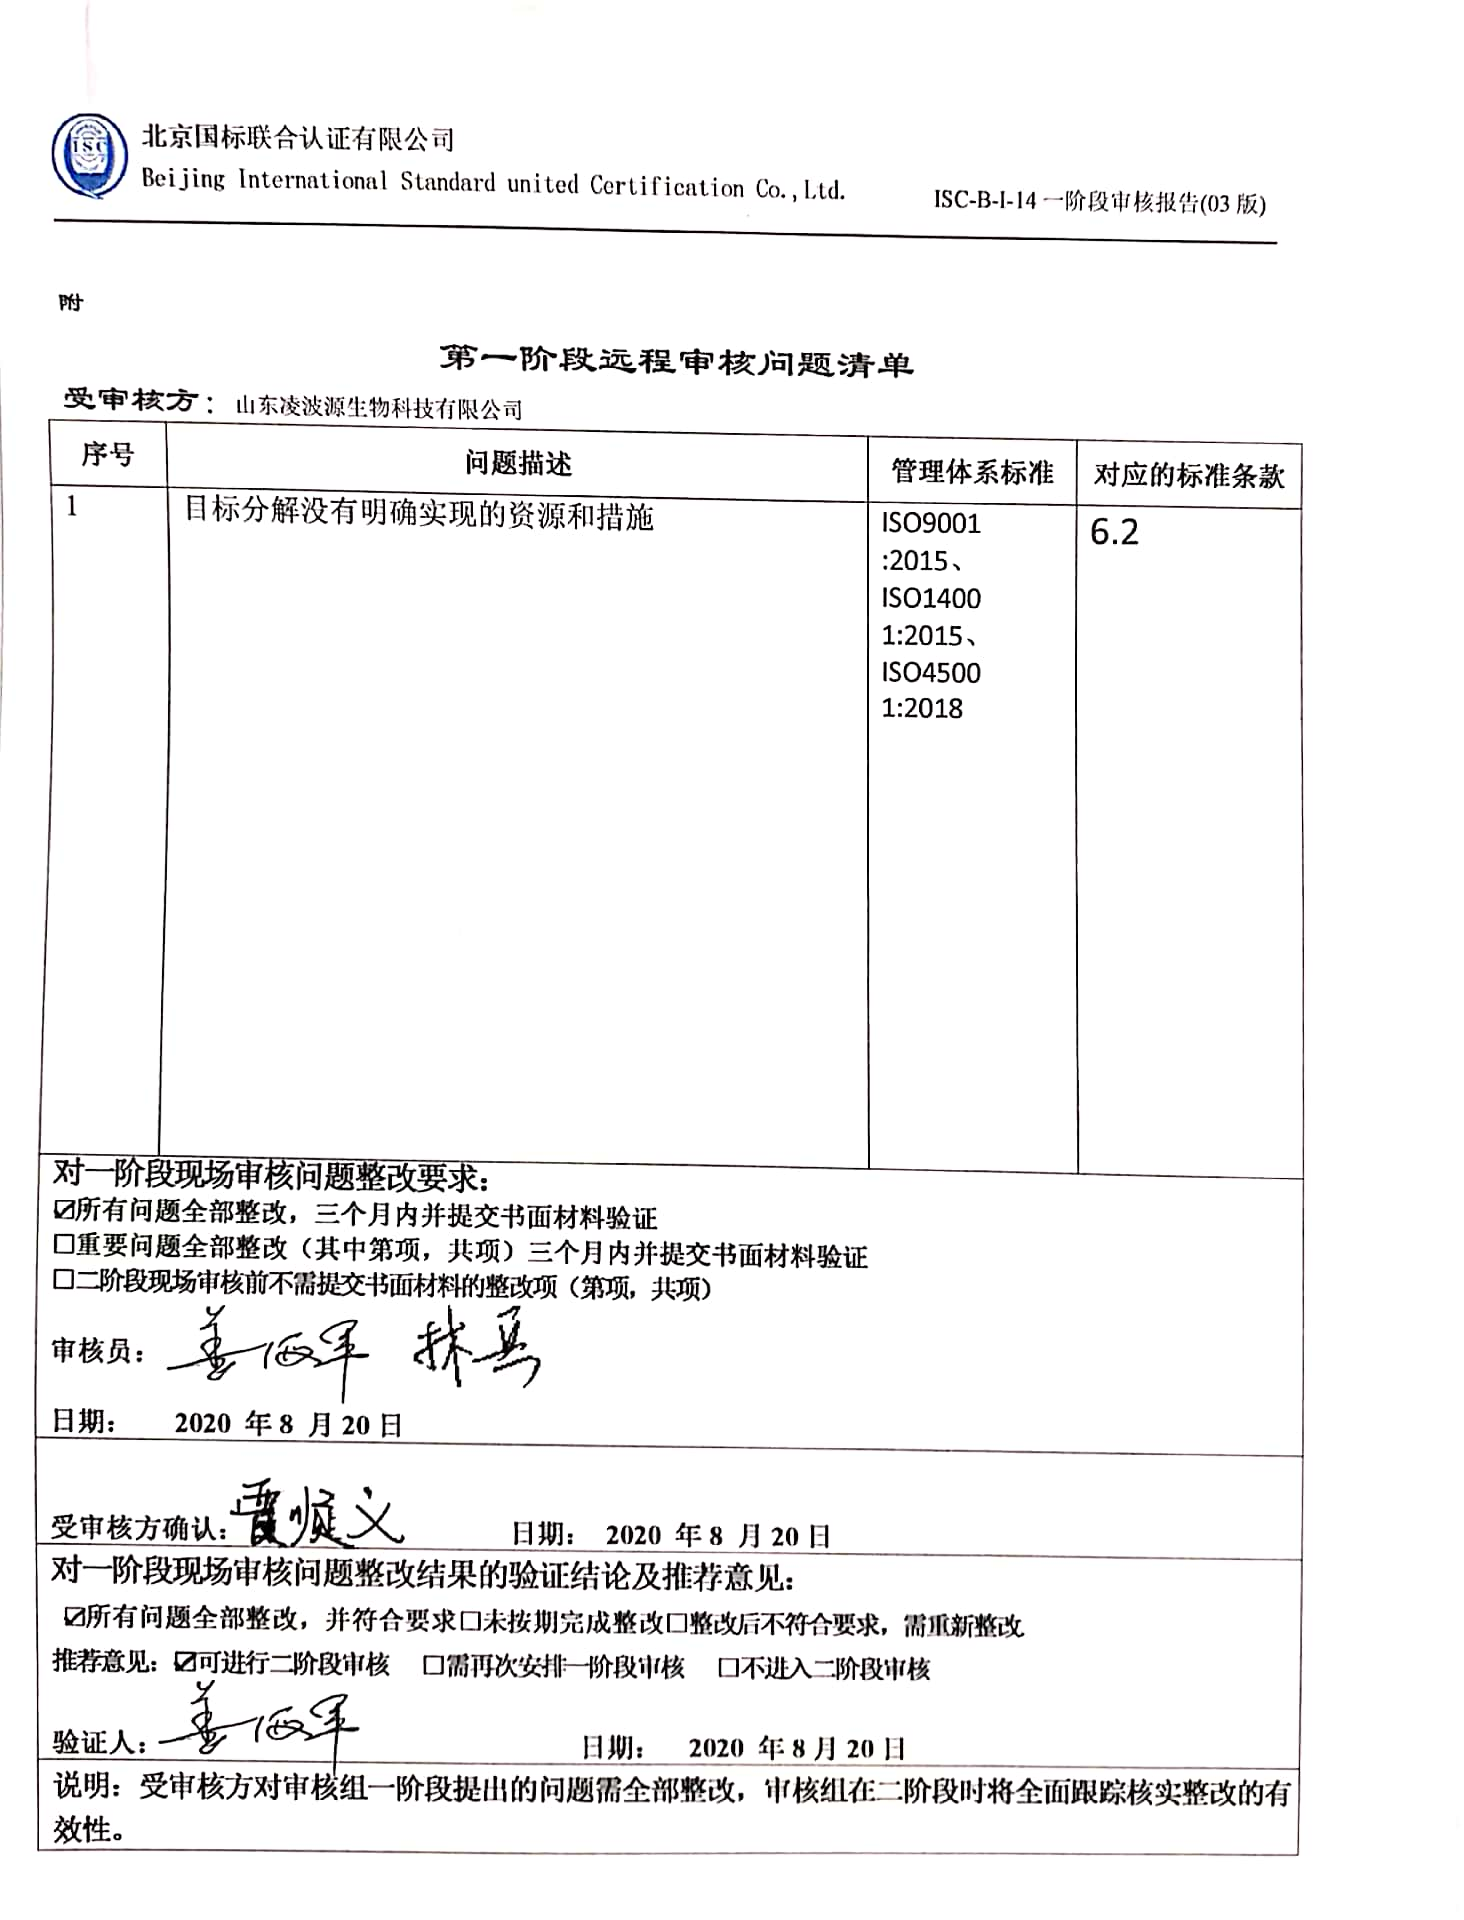 ISC
北京国标联合认证有限公司
Beijing International Standard united Certification Co.,Ltd.
ISC-B-I-14 一阶段审核报告(03 版)
附
第一阶段远程审核问题清单
受审核方： 山东凌波源生物科技有限公司
序号 问题描述 管理体系标准 对应的标准条款
1 目标分解没有明确实现的资源和措施 ISO9001 6.2
:2015、
ISO1400
1:2015、
ISO4500
1:2018
对一阶段现场审核问题整改要求：
☑所有问题全部整改，三个月内并提交书面材料验证
☐重要问题全部整改（其中第项，共项）三个月内并提交书面材料验证
☐二阶段现场审核前不需提交书面材料的整改项（第项，共项）
审核员：
日期： 2020 年 8 月 20 日
受审核方确认： 日期： 2020 年 8 月 20 日
对一阶段现场审核问题整改结果的验证结论及推荐意见：
☑所有问题全部整改，并符合要求☐未按期完成整改☐整改后不符合要求，需重新整改
推荐意见：☑可进行二阶段审核 ☐需再次安排一阶段审核 ☐不进入二阶段审核
验证人： 日期： 2020 年 8 月 20 日
说明：受审核方对审核组一阶段提出的问题需全部整改，审核组在二阶段时将全面跟踪核实整改的有
效性。